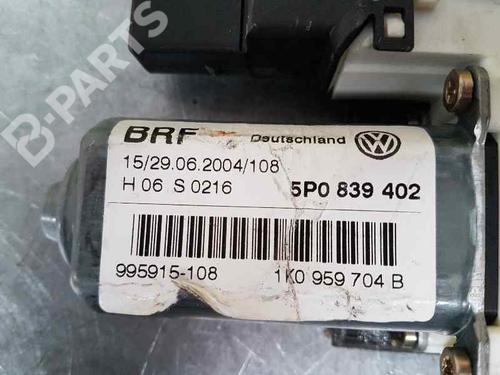 B-PARTS
BRF Deutschland
15/29.06.2004/108
H 06 S 0216 5P0 839 402
995915-108 1K0 959 704 B